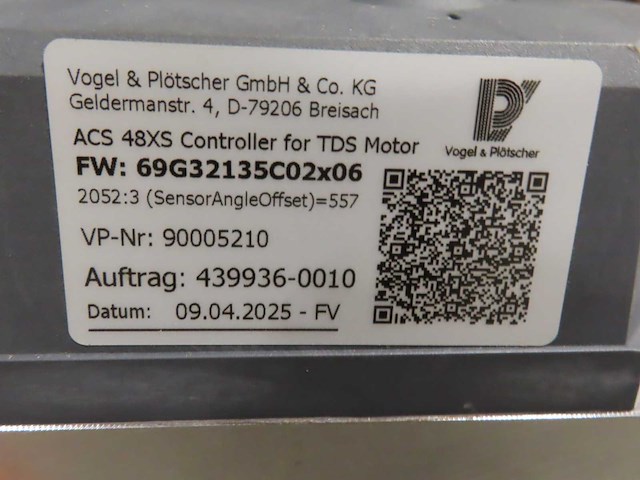 Vogel & Plötscher GmbH & Co. KG
Geldermanstr. 4, D-79206 Breisach
Vogel & Plötscher
ACS 48XS Controller for TDS Motor
FW: 69G32135C02x06
2052:3 (SensorAngleOffset)=557
VP-Nr: 90005210
Auftrag: 439936-0010
Datum: 09.04.2025 - FV